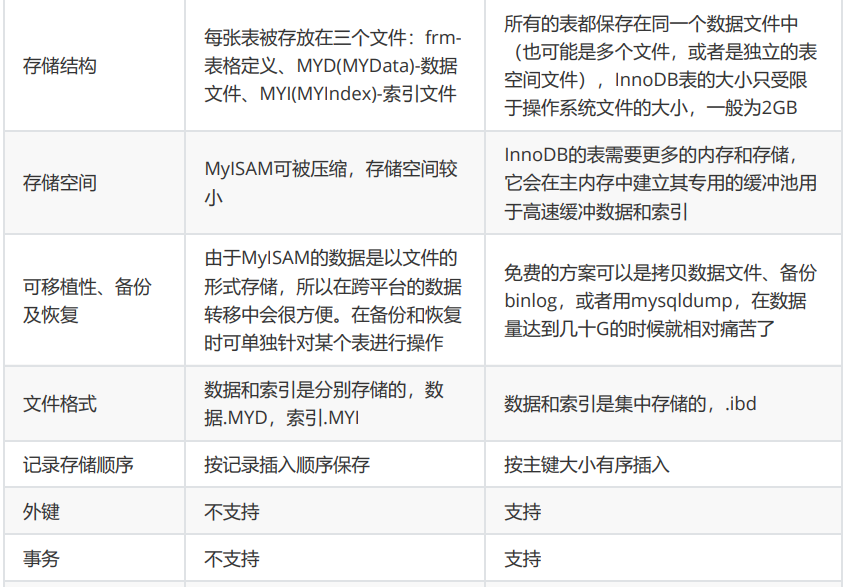 存储结构
每张表被存放在三个文件：frm-
表格定义、MYD(MYData)-数据
文件、MYI(MYIndex)-索引文件
所有的表都保存在同一个数据文件中
（也可能是多个文件，或者是独立的表
空间文件），InnoDB表的大小只受限
于操作系统文件的大小，一般为2GB
存储空间
MyISAM可被压缩，存储空间较
小
InnoDB的表需要更多的内存和存储，
它会在主内存中建立其专用的缓冲池用
于高速缓冲数据和索引
可移植性、备份
及恢复
由于MyISAM的数据是以文件的
形式存储，所以在跨平台的数据
转移中会很方便。在备份和恢复
时可单独针对某个表进行操作
免费的方案可以是拷贝数据文件、备份
binlog，或者用mysqldump，在数据
量达到几十G的时候就相对痛苦了
文件格式
数据和索引是分别存储的，数
据.MYD，索引.MYI
数据和索引是集中存储的，.ibd
记录存储顺序
按记录插入顺序保存
按主键大小有序插入
外键
不支持
支持
事务
不支持
支持